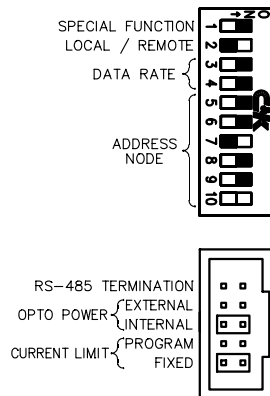 ON
SPECIAL FUNCTION 1
LOCAL / REMOTE 2
DATA RATE 3
4
5
6
ADDRESS 7
NODE 8
9
10
C&K
RS-485 TERMINATION
OPTO POWER EXTERNAL
INTERNAL
CURRENT LIMIT PROGRAM
FIXED